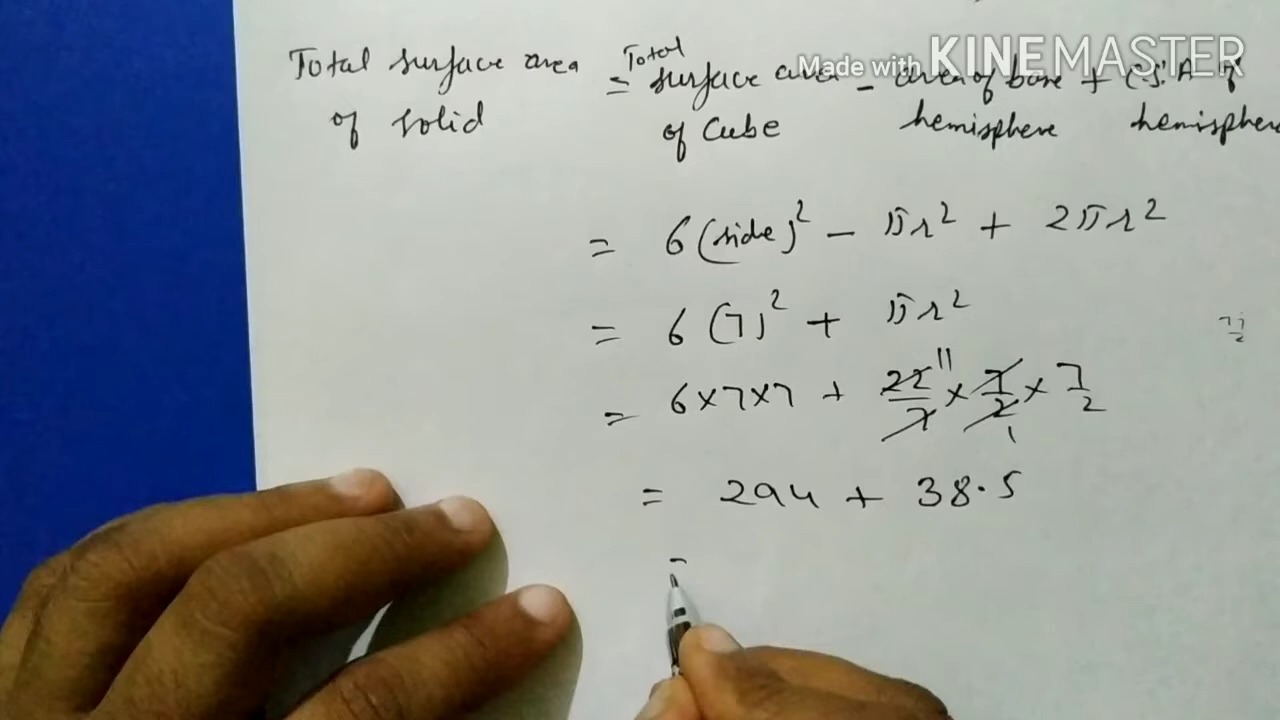 Made with KINEMASTER
Total surface area = Total surface area - area of base + C.S.A of
of solid of Cube hemisphere hemisphere
= 6(side)² - πr² + 2πr²
= 6(7)² + πr²
= 6×7×7 + 22/7 11 × 7/2 1 × 7/2
= 294 + 38.5
=